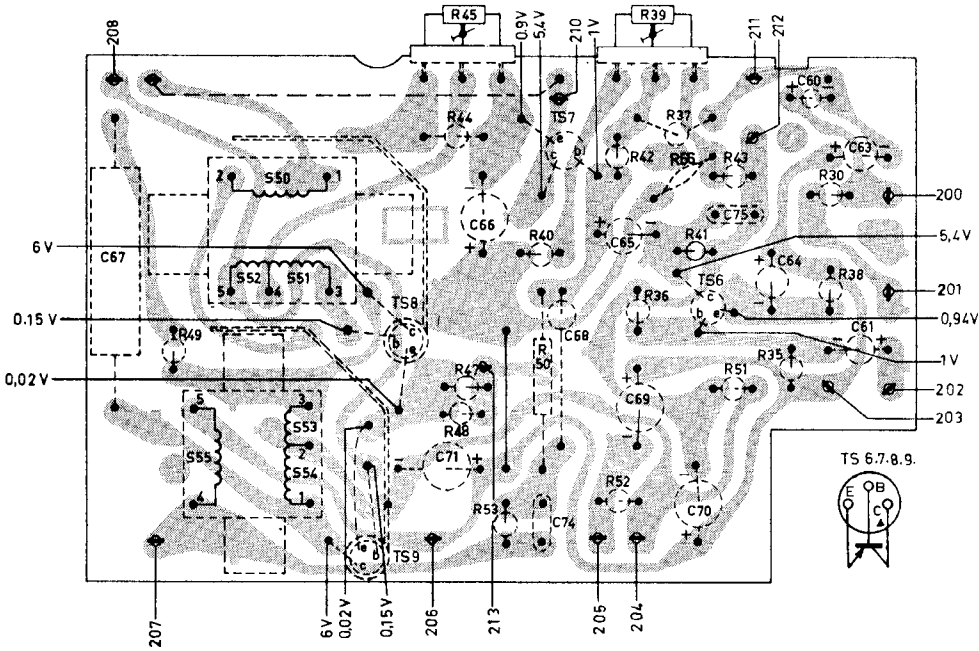 208
R45
0.9V
5,4V
210
1V
R39
211
212
C60
+ -
R44
TS7
e
b
c
R37
R42
R43
C63
+ -
R30
2 S50 1
C66
-
+
C75
200
6V
C67
R40
+ C65 -
R41
5,4V
S52 S51
5 4 3
TS8
c
b
e
R36
TS6
c
b e
C64
+
-
R38
201
0.15V
R49
C68
0,94V
C61
- +
R35
1V
0,02V
R47
R50
C69
+
-
R51
202
203
R48
5
S55
4
3
S53
2
S54
1
- C71 +
TS 6.7.8.9.
E
B
C
R53
C74
R52
C70
-
+
e
b
c
TS9
207
6V
0,02V
0,15V
206
213
205
204